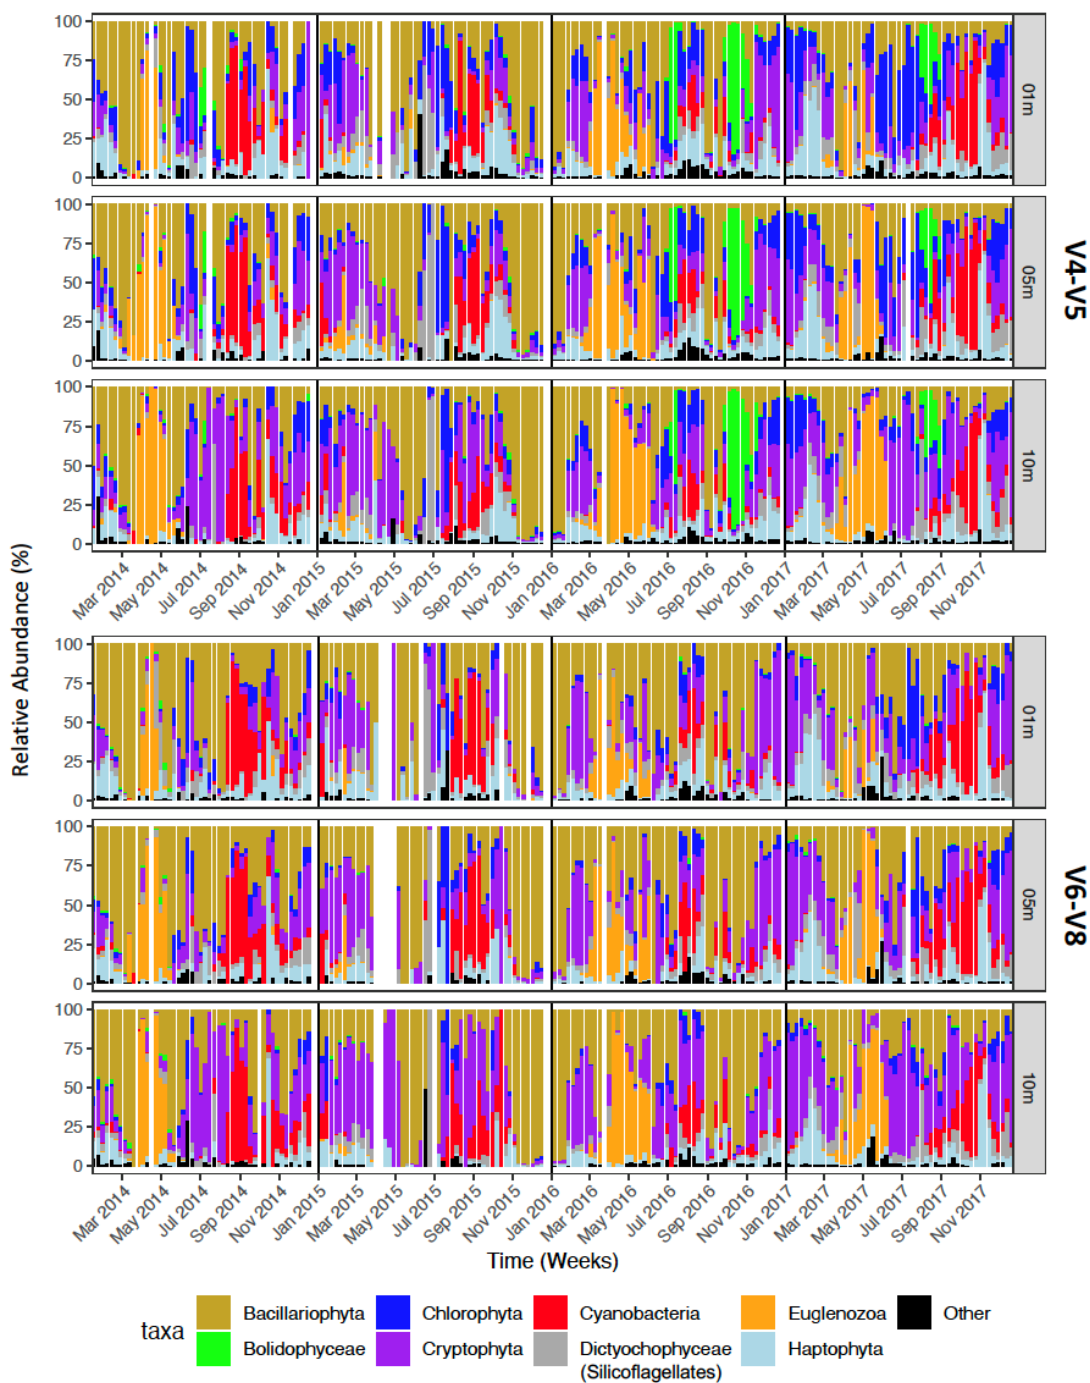 100
75
50
25
0
01m
100
75
50
25
0
05m
V4-V5
100
75
50
25
0
10m
Mar 2014 May 2014 Jul 2014 Sep 2014 Nov 2014 Jan 2015 Mar 2015 May 2015 Jul 2015 Sep 2015 Nov 2015 Jan 2016 Mar 2016 May 2016 Jul 2016 Sep 2016 Nov 2016 Jan 2017 Mar 2017 May 2017 Jul 2017 Sep 2017 Nov 2017
Relative Abundance (%)
100
75
50
25
0
01m
100
75
50
25
0
05m
V6-V8
100
75
50
25
0
10m
Mar 2014 May 2014 Jul 2014 Sep 2014 Nov 2014 Jan 2015 Mar 2015 May 2015 Jul 2015 Sep 2015 Nov 2015 Jan 2016 Mar 2016 May 2016 Jul 2016 Sep 2016 Nov 2016 Jan 2017 Mar 2017 May 2017 Jul 2017 Sep 2017 Nov 2017
Time (Weeks)
taxa
Bacillariophyta Chlorophyta Cyanobacteria Euglenozoa Other
Bolidophyceae Cryptophyta Dictyochophyceae Haptophyta
(Silicoflagellates)